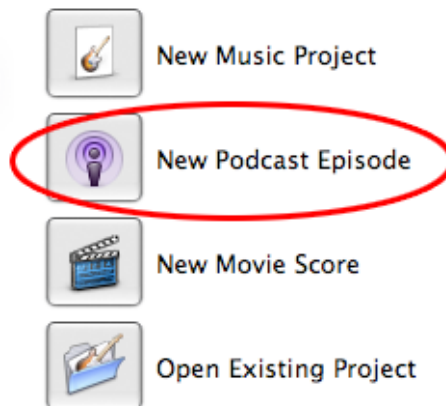 New Music Project
New Podcast Episode
New Movie Score
Open Existing Project